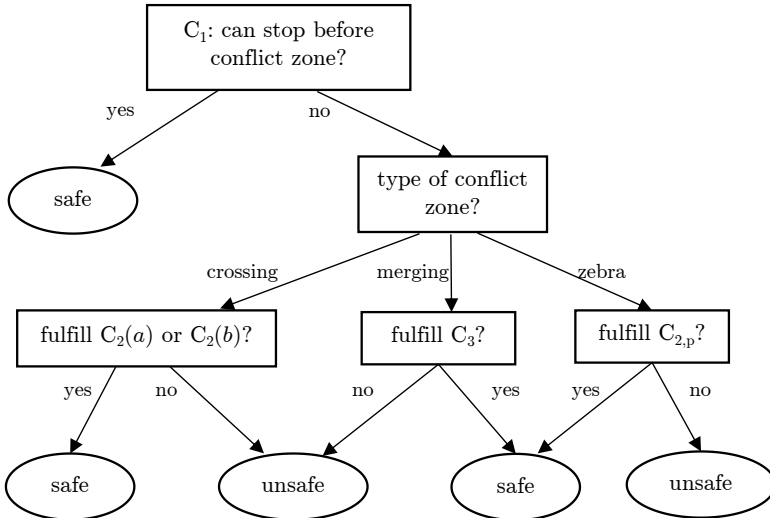 C₁: can stop before
conflict zone?
yes
no
safe
type of conflict
zone?
crossing
merging
zebra
fulfill C₂(a) or C₂(b)?
fulfill C₃?
fulfill C₂,ₚ?
yes
no
no
yes
yes
no
safe
unsafe
safe
unsafe